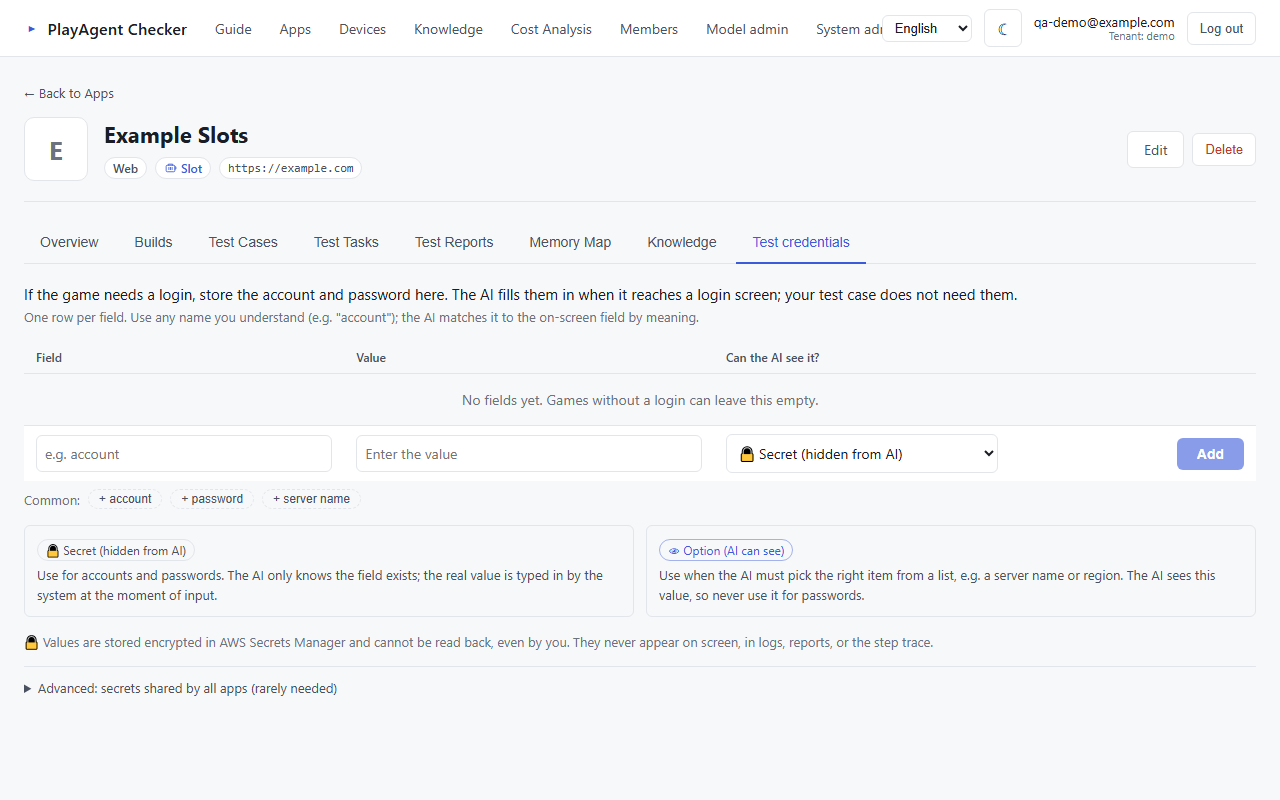 PlayAgent Checker Guide Apps Devices Knowledge Cost Analysis Members Model admin System adr English qa-demo@example.com Log out
Tenant: demo
← Back to Apps
E
Example Slots
Web Slot https://example.com
Edit Delete
Overview Builds Test Cases Test Tasks Test Reports Memory Map Knowledge Test credentials
If the game needs a login, store the account and password here. The AI fills them in when it reaches a login screen; your test case does not need them.
One row per field. Use any name you understand (e.g. "account"); the AI matches it to the on-screen field by meaning.
Field Value Can the AI see it?
No fields yet. Games without a login can leave this empty.
e.g. account Enter the value Secret (hidden from AI) Add
Common: + account + password + server name
Secret (hidden from AI)
Use for accounts and passwords. The AI only knows the field exists; the real value is typed in by the
system at the moment of input.
Option (AI can see)
Use when the AI must pick the right item from a list, e.g. a server name or region. The AI sees this
value, so never use it for passwords.
Values are stored encrypted in AWS Secrets Manager and cannot be read back, even by you. They never appear on screen, in logs, reports, or the step trace.
Advanced: secrets shared by all apps (rarely needed)